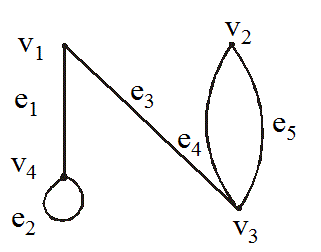 v₁
v₂
e₁
e₃
e₄
e₅
v₄
e₂
v₃